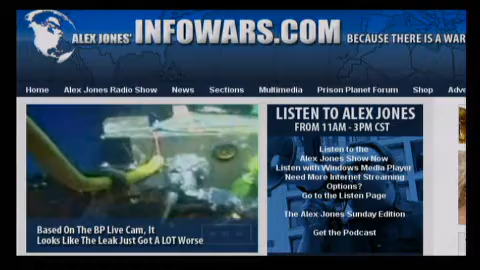 ALEX JONES' INFOWARS.COM BECAUSE THERE IS A WAR
Home Alex Jones Radio Show News Sections Multimedia Prison Planet Forum Shop Adve
LISTEN TO ALEX JONES
FROM 11AM - 3PM CST
Listen to the
Alex Jones Show Now
Listen with Windows Media Player
Need More Internet Streaming
Options?
Go to the Listen Page
The Alex Jones Sunday Edition
Get the Podcast
Based On The BP Live Cam, It
Looks Like The Leak Just Got A LOT Worse